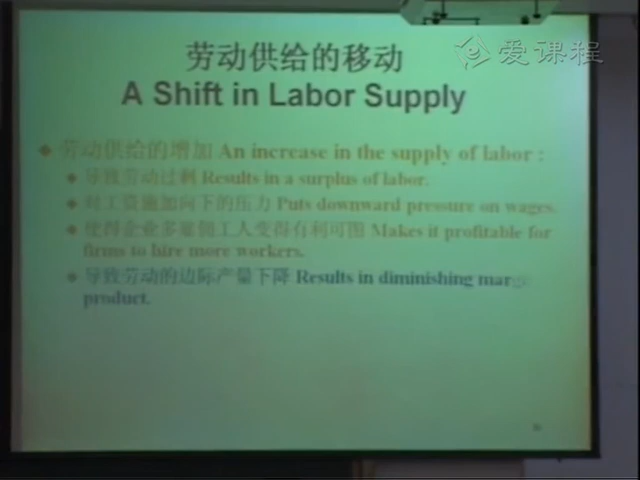 爱课程
劳动供给的移动
A Shift in Labor Supply
劳动供给的增加 An increase in the supply of labor :
导致劳动过剩 Results in a surplus of labor.
对工资施加向下的压力 Puts downward pressure on wages.
使得企业多雇佣工人变得有利可图 Makes it profitable for
firms to hire more workers.
导致劳动的边际产量下降 Results in diminishing marg
product.